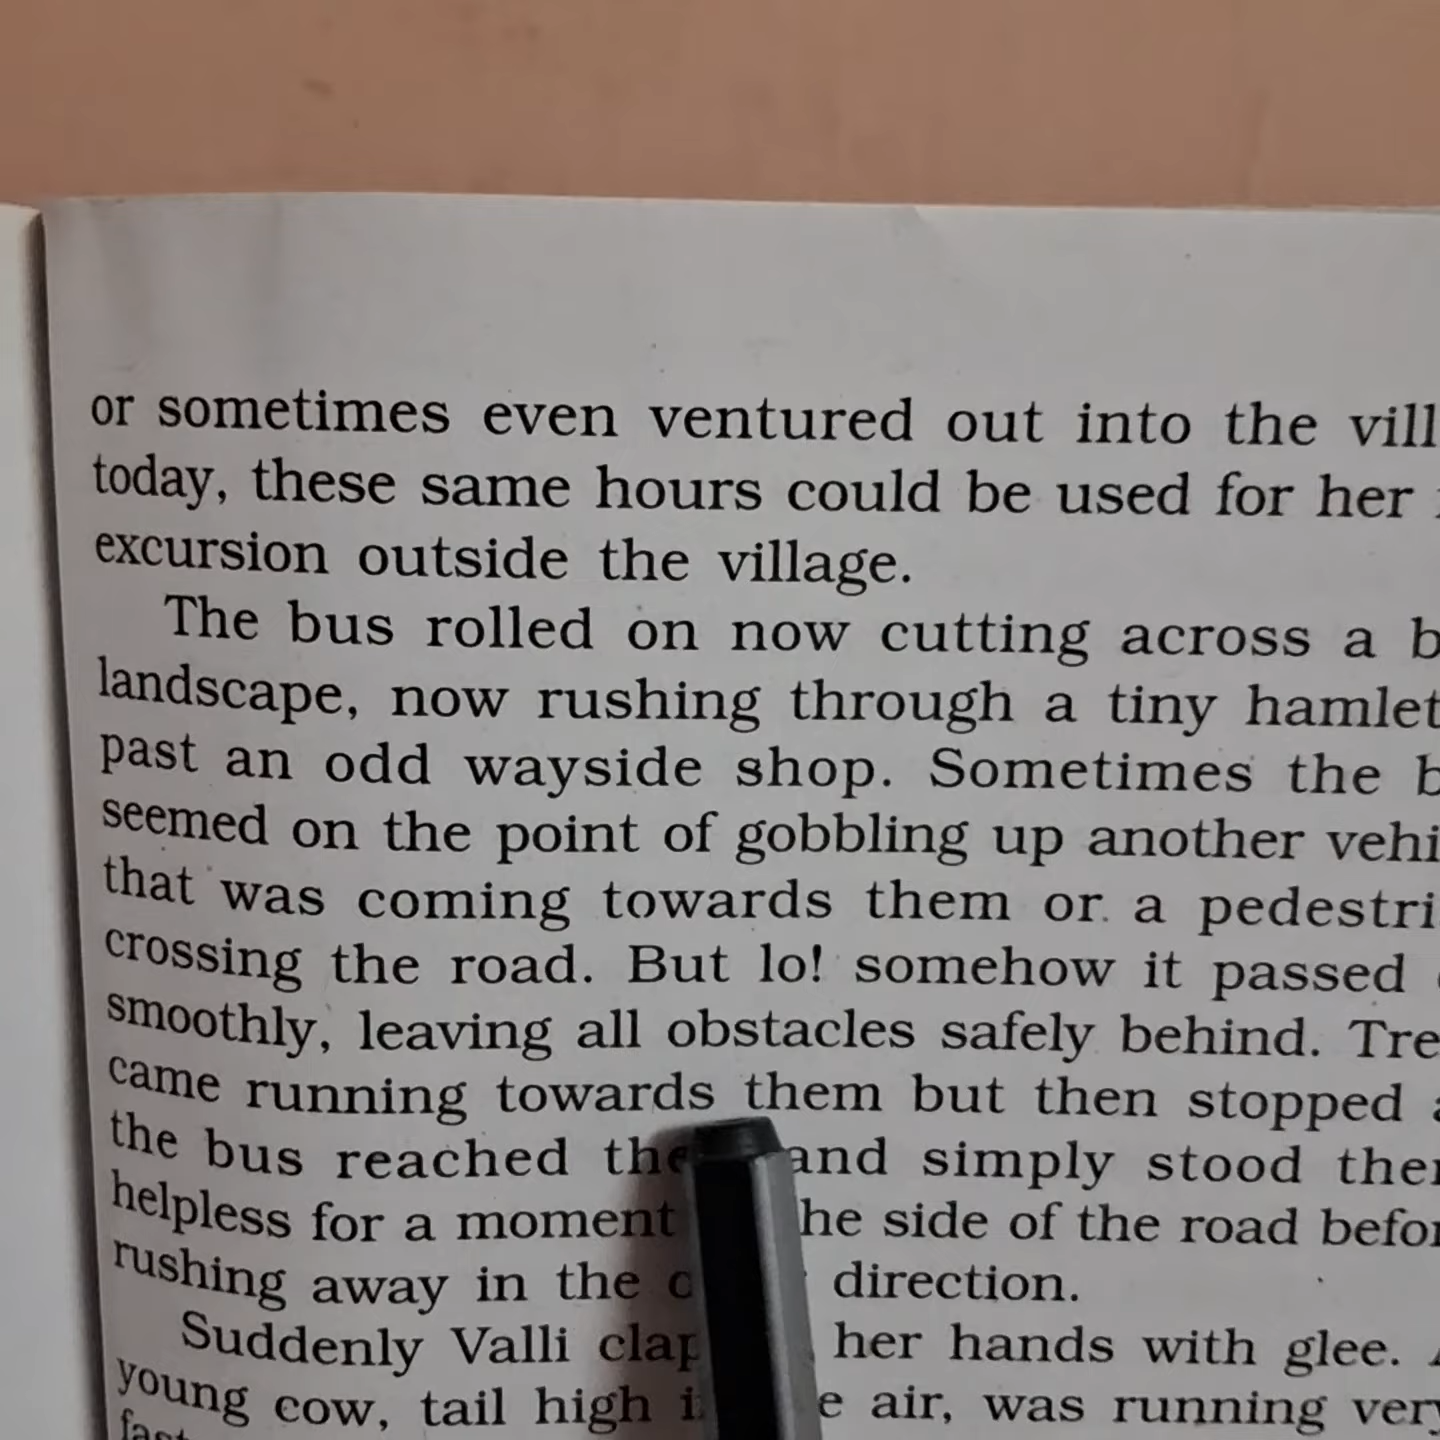 or sometimes even ventured out into the vill
today, these same hours could be used for her
excursion outside the village.
The bus rolled on now cutting across a b
landscape, now rushing through a tiny hamlet
past an odd wayside shop. Sometimes the b
seemed on the point of gobbling up another vehi
that was coming towards them or a pedestri
crossing the road. But lo! somehow it passed
smoothly, leaving all obstacles safely behind. Tre
came running towards them but then stopped a
the bus reached the and simply stood ther
helpless for a moment he side of the road befor
rushing away in the direction.
Suddenly Valli clap her hands with glee. A
young cow, tail high i e air, was running very
fast